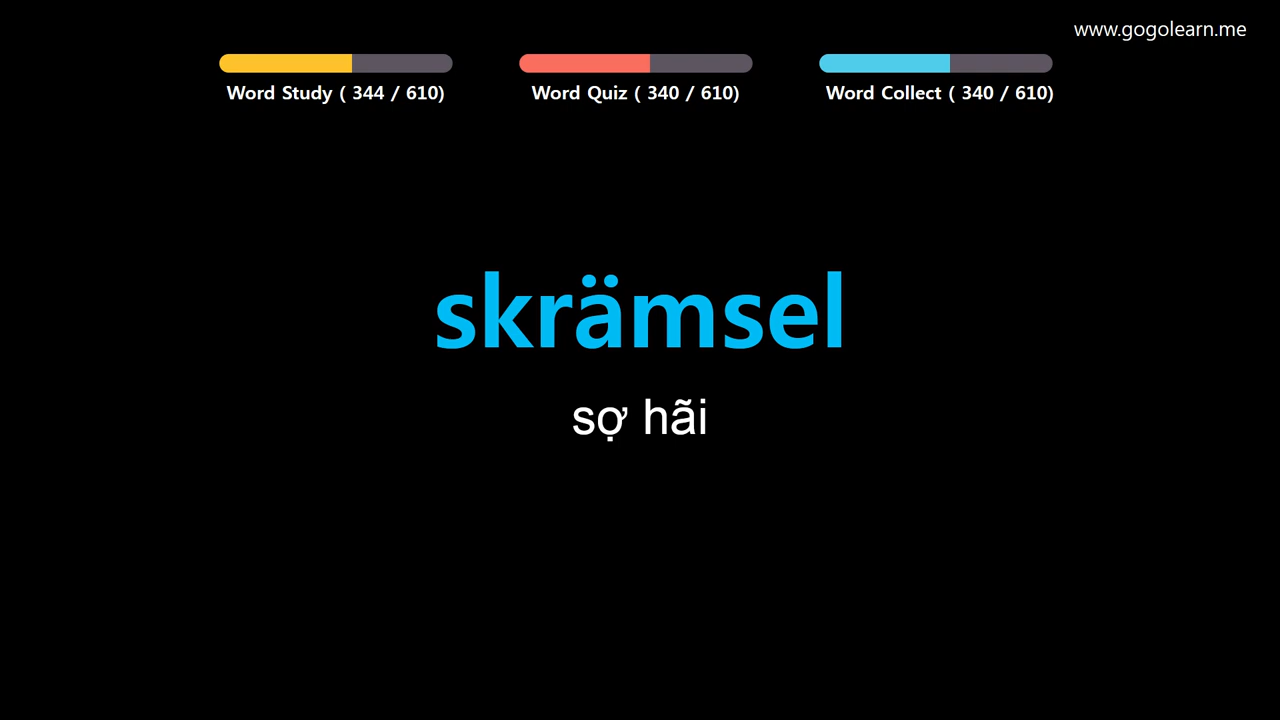 www.gogolearn.me
Word Study ( 344 / 610)
Word Quiz ( 340 / 610)
Word Collect ( 340 / 610)
skrämsel
sợ hãi